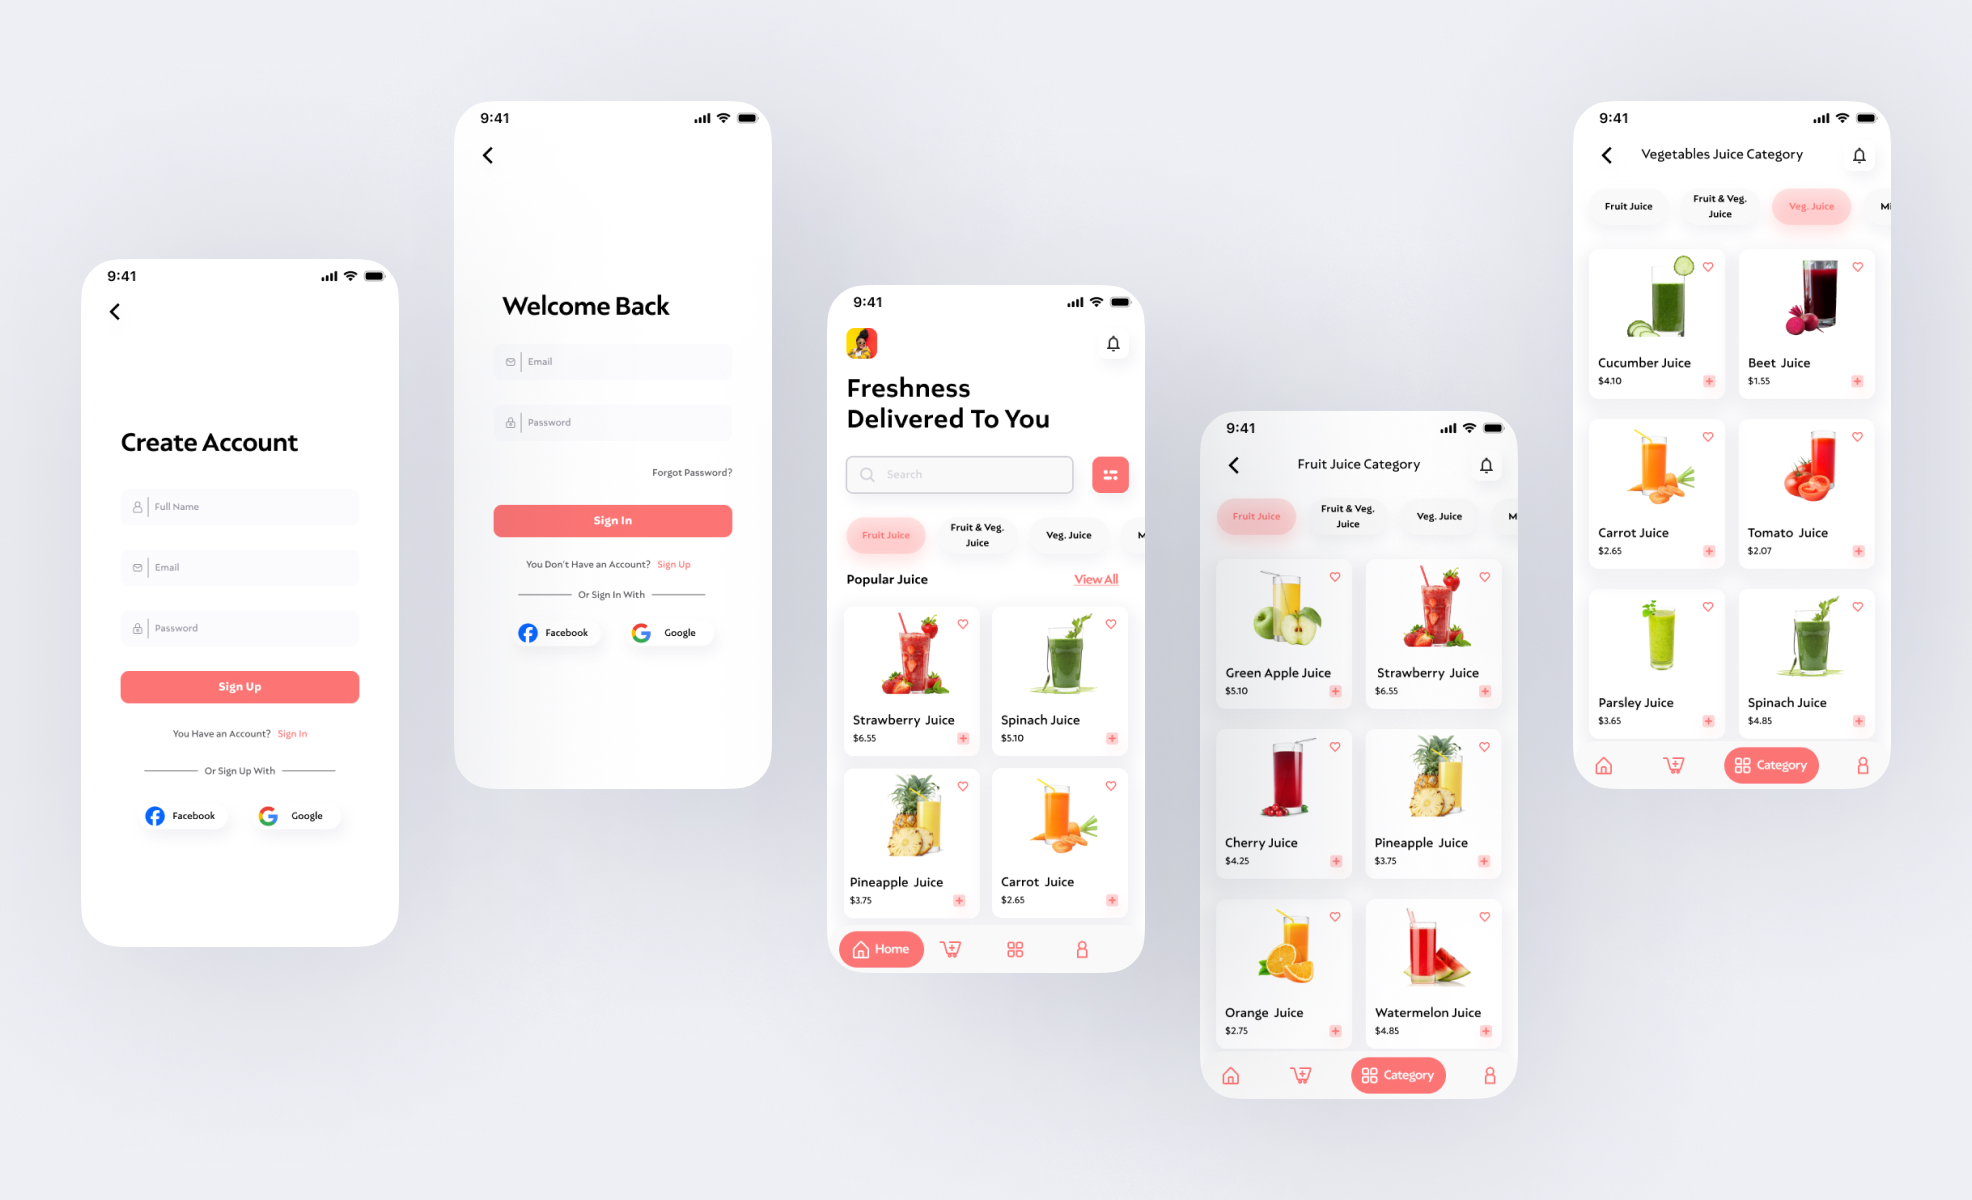 9:41
Create Account
Full Name
Email
Password
Sign Up
You Have an Account? Sign In
Or Sign Up With
Facebook
Google
9:41
Welcome Back
Email
Password
Forgot Password?
Sign In
You Don't Have an Account? Sign Up
Or Sign In With
Facebook
Google
9:41
Freshness
Delivered To You
Search
Fruit Juice
Fruit & Veg.
Juice
Veg. Juice
M
Popular Juice
View All
Strawberry Juice
$6.55
Spinach Juice
$5.10
Pineapple Juice
$3.75
Carrot Juice
$2.65
Home
9:41
Fruit Juice Category
Fruit Juice
Fruit & Veg.
Juice
Veg. Juice
M
Green Apple Juice
$5.10
Strawberry Juice
$6.55
Cherry Juice
$4.25
Pineapple Juice
$3.75
Orange Juice
$2.75
Watermelon Juice
$4.85
Category
9:41
Vegetables Juice Category
Fruit Juice
Fruit & Veg.
Juice
Veg. Juice
Mi
Cucumber Juice
$4.10
Beet Juice
$1.55
Carrot Juice
$2.65
Tomato Juice
$2.07
Parsley Juice
$3.65
Spinach Juice
$4.85
Category